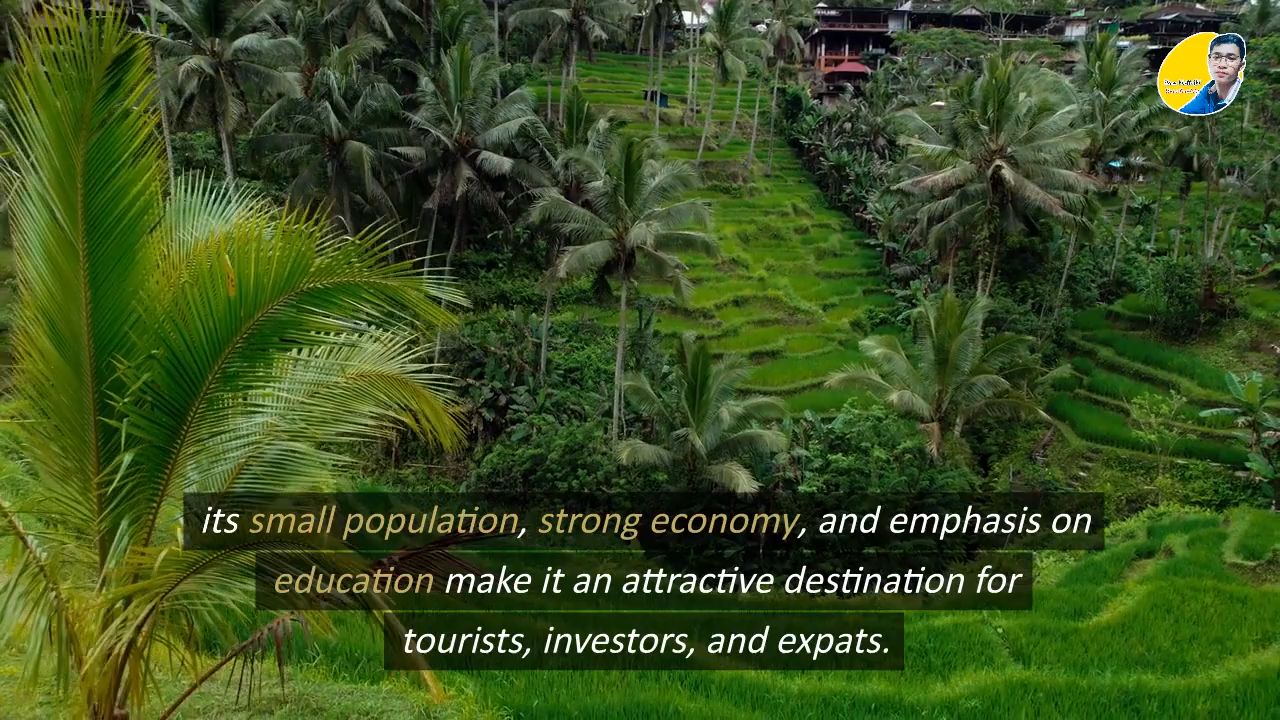 its small population, strong economy, and emphasis on
education make it an attractive destination for
tourists, investors, and expats.